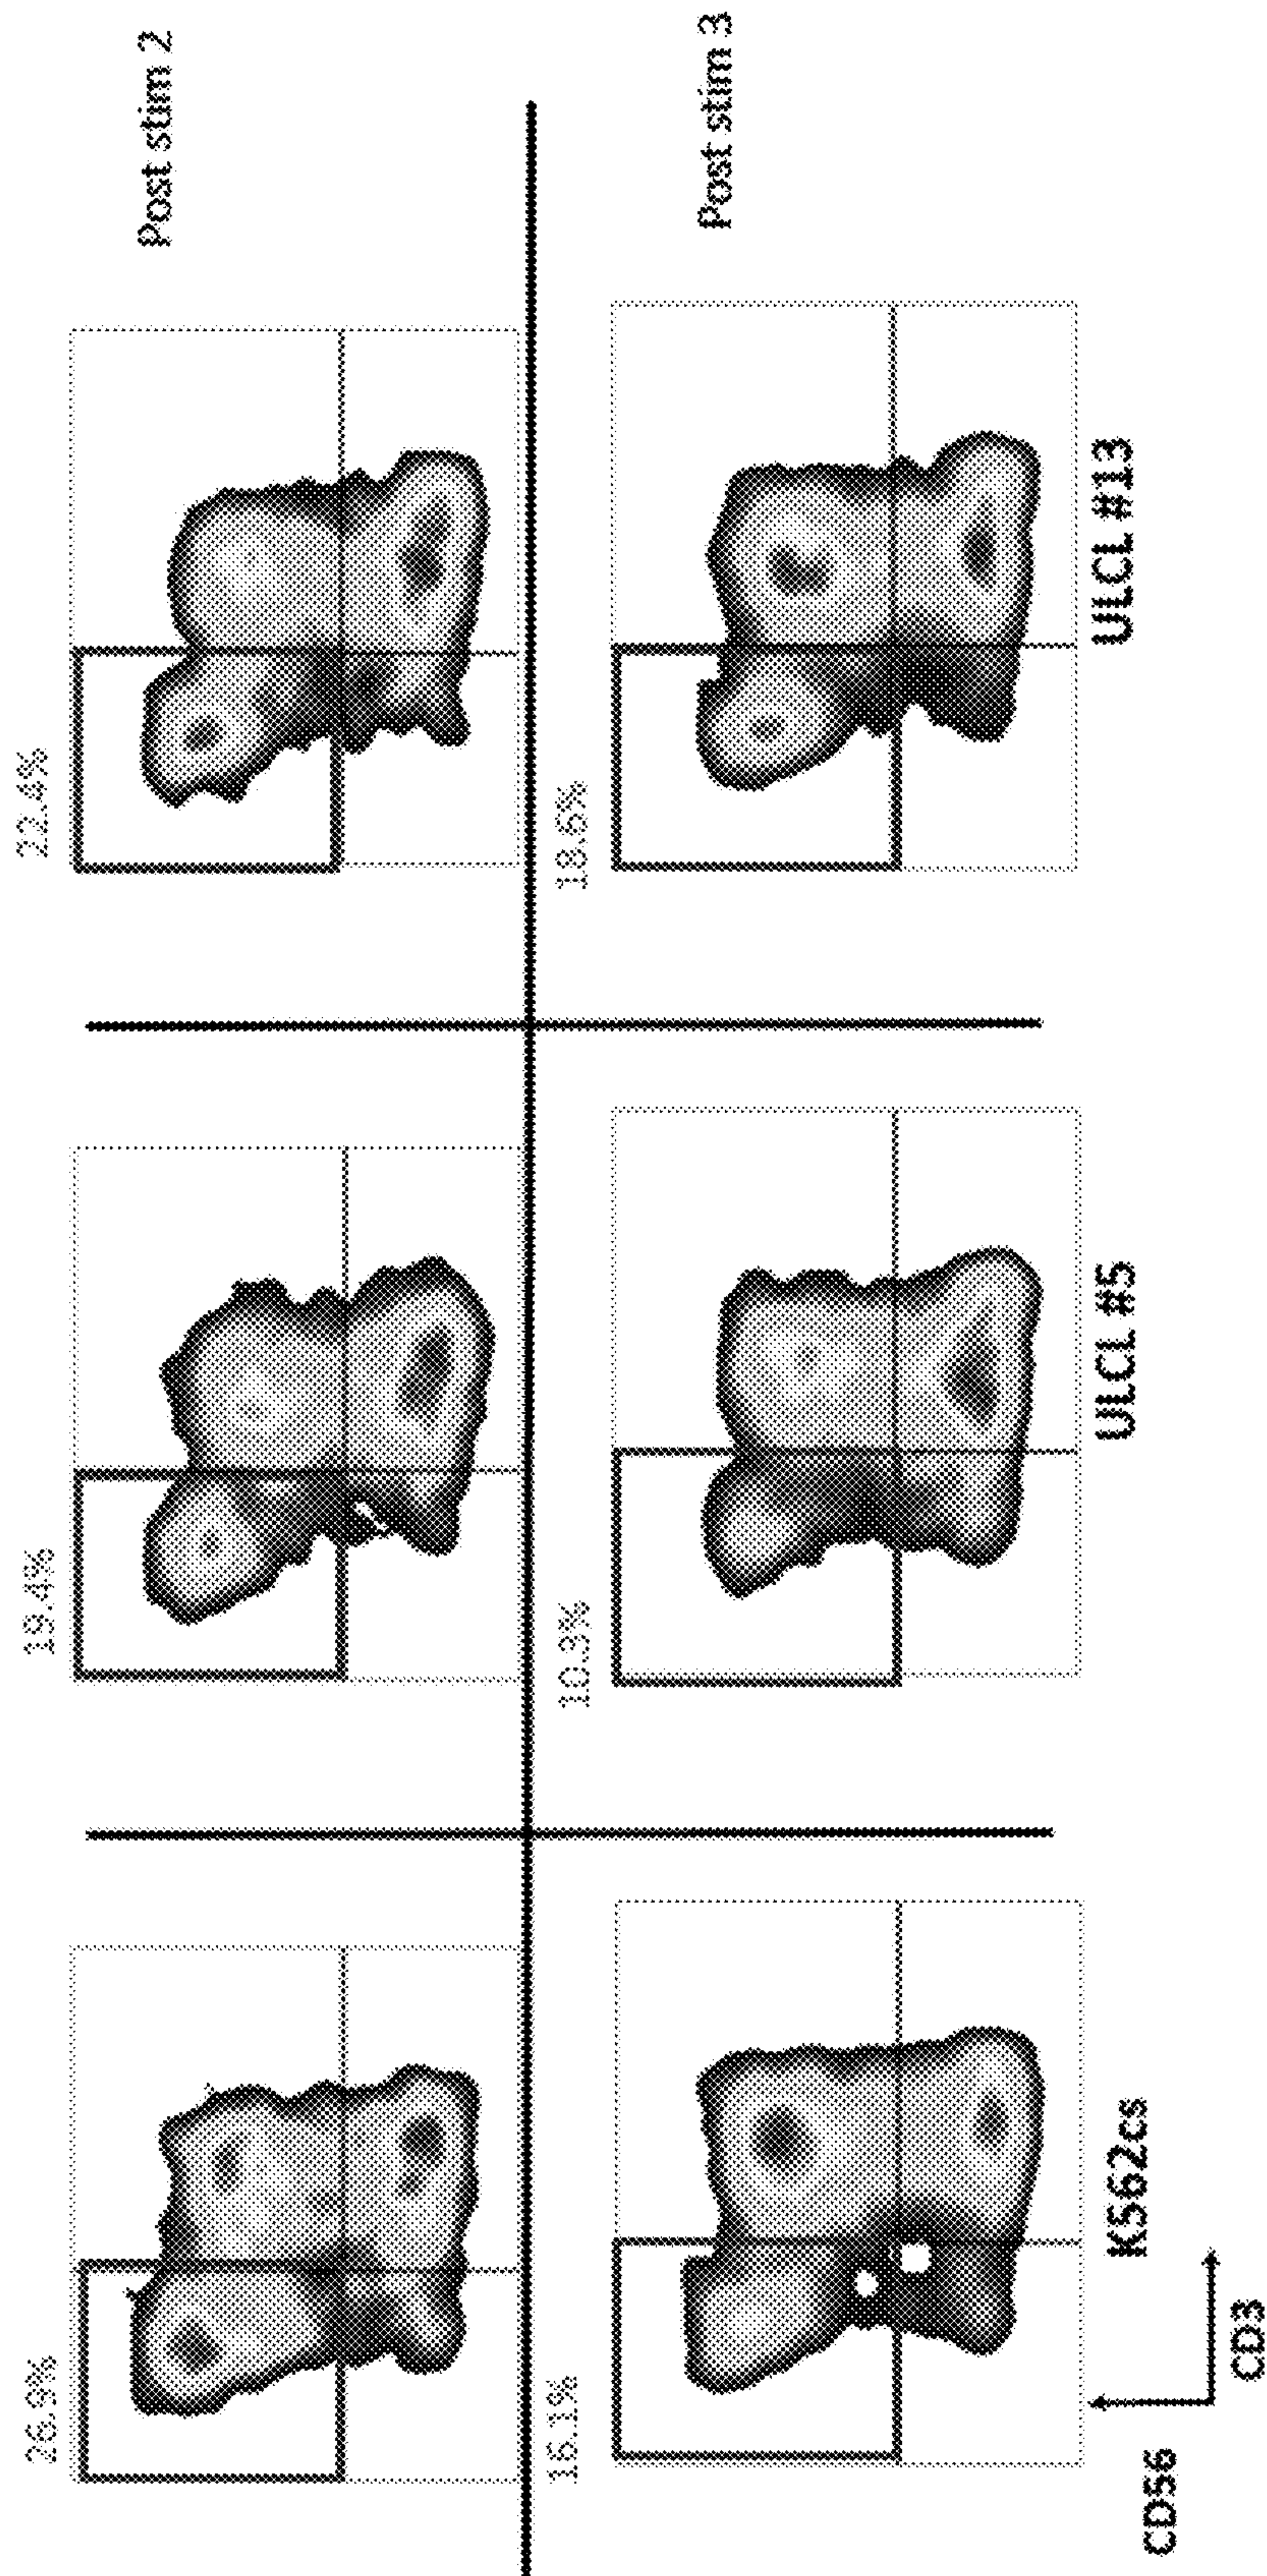 26.9%
19.4%
22.4%
Post stim 2
16.1%
10.3%
18.6%
Post stim 3
K562cs
ULCL #5
ULCL #13
CD56
CD3